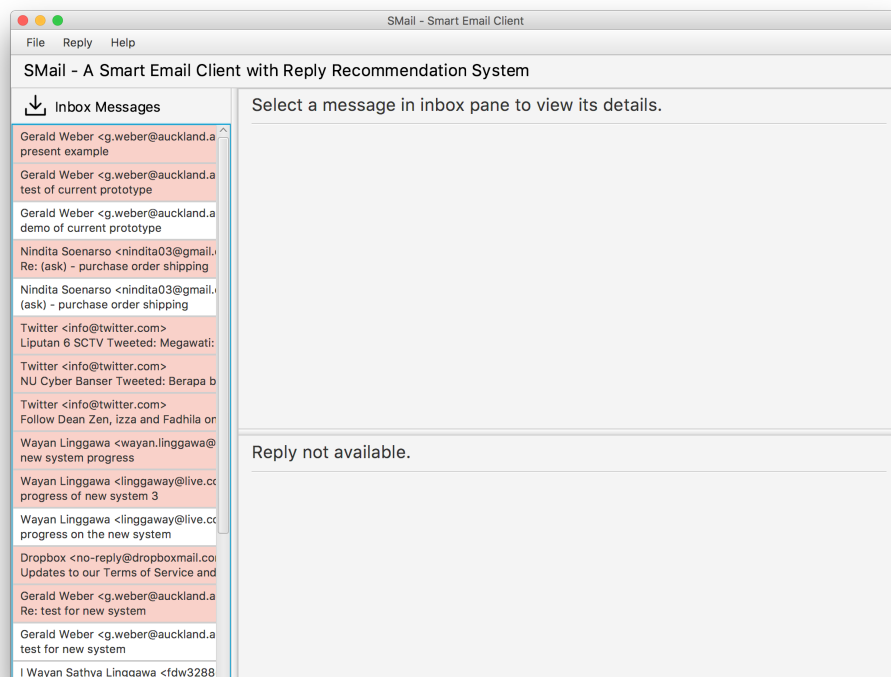 SMail - Smart Email Client
File Reply Help
SMail - A Smart Email Client with Reply Recommendation System
Inbox Messages
Gerald Weber <g.weber@auckland.a
present example
Gerald Weber <g.weber@auckland.a
test of current prototype
Gerald Weber <g.weber@auckland.a
demo of current prototype
Nindita Soenarso <nindita03@gmail.
Re: (ask) - purchase order shipping
Nindita Soenarso <nindita03@gmail.
(ask) - purchase order shipping
Twitter <info@twitter.com>
Liputan 6 SCTV Tweeted: Megawati:
Twitter <info@twitter.com>
NU Cyber Banser Tweeted: Berapa b
Twitter <info@twitter.com>
Follow Dean Zen, izza and Fadhila on
Wayan Linggawa <wayan.linggawa@
new system progress
Wayan Linggawa <linggaway@live.co
progress of new system 3
Wayan Linggawa <linggaway@live.co
progress on the new system
Dropbox <no-reply@dropboxmail.co
Updates to our Terms of Service and
Gerald Weber <g.weber@auckland.a
Re: test for new system
Gerald Weber <g.weber@auckland.a
test for new system
I Wayan Sathya Linggawa <fdw3288
Select a message in inbox pane to view its details.
Reply not available.